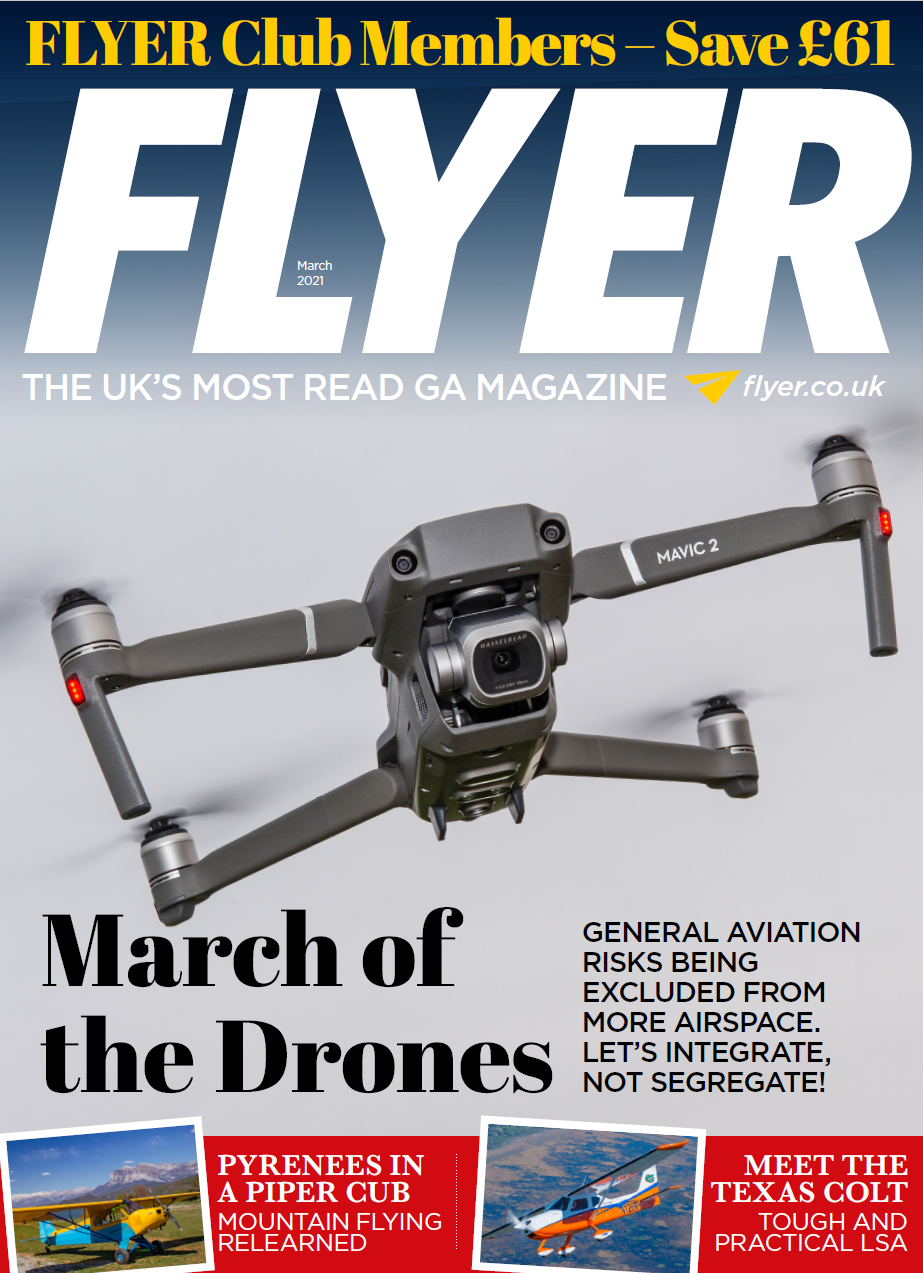 FLYER Club Members – Save £61
FLYER
March
2021
THE UK'S MOST READ GA MAGAZINE
flyer.co.uk
MAVIC 2
HASSELBLAD
March of
the Drones
GENERAL AVIATION
RISKS BEING
EXCLUDED FROM
MORE AIRSPACE.
LET'S INTEGRATE,
NOT SEGREGATE!
PYRENEES IN
A PIPER CUB
MOUNTAIN FLYING
RELEARNED
MEET THE
TEXAS COLT
TOUGH AND
PRACTICAL LSA